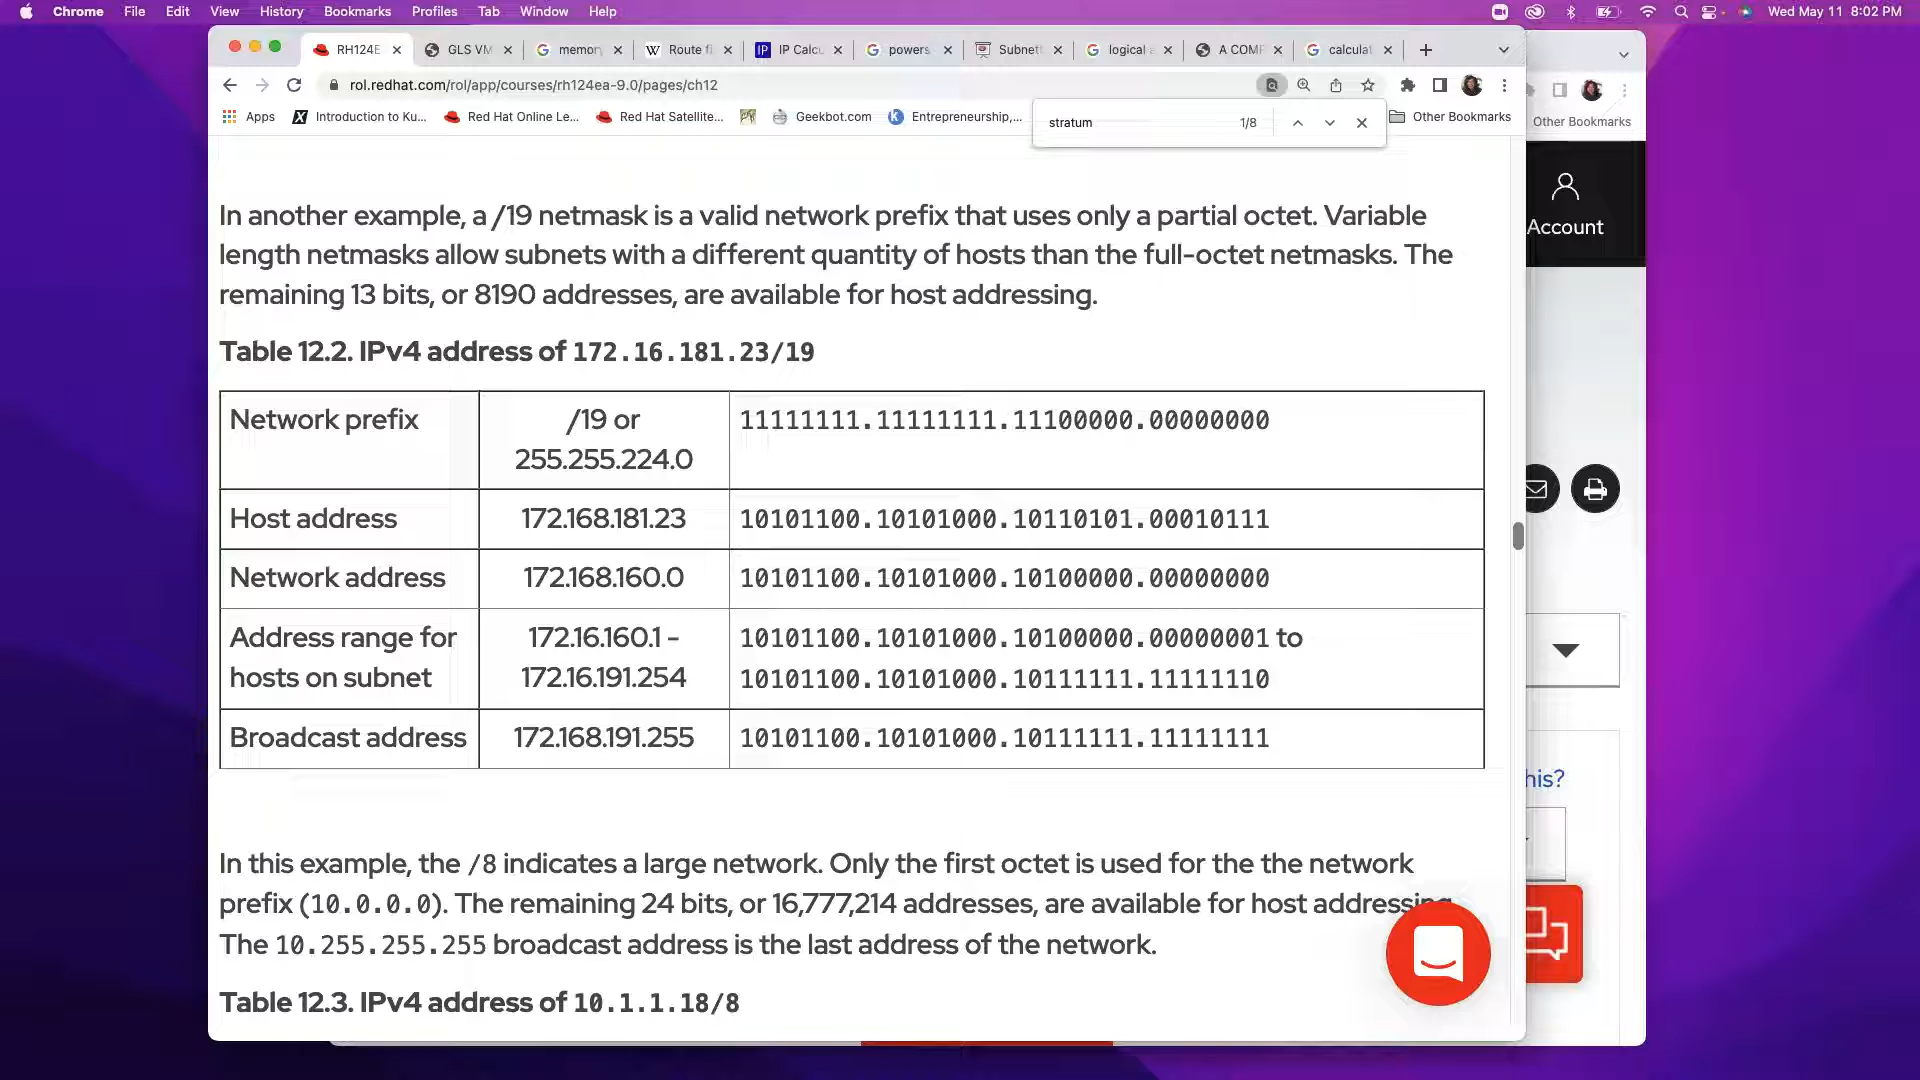 Chrome File Edit View History Bookmarks Profiles Tab Window Help Wed May 11 8:02 PM
RH124E GLS VM memory Route fi IP IP Calcu powers Subnett logical a A COMP calculat
rol.redhat.com/rol/app/courses/rh124ea-9.0/pages/ch12
Apps Introduction to Ku... Red Hat Online Le... Red Hat Satellite... Geekbot.com Entrepreneurship,... Other Bookmarks
Other Bookmarks
stratum 1/8
Account
In another example, a /19 netmask is a valid network prefix that uses only a partial octet. Variable
length netmasks allow subnets with a different quantity of hosts than the full-octet netmasks. The
remaining 13 bits, or 8190 addresses, are available for host addressing.
Table 12.2. IPv4 address of 172.16.181.23/19
Network prefix /19 or 11111111.11111111.11100000.00000000
255.255.224.0
Host address 172.168.181.23 10101100.10101000.10110101.00010111
Network address 172.168.160.0 10101100.10101000.10100000.00000000
Address range for 172.16.160.1 - 10101100.10101000.10100000.00000001 to
hosts on subnet 172.16.191.254 10101100.10101000.10111111.11111110
Broadcast address 172.168.191.255 10101100.10101000.10111111.11111111
his?
In this example, the /8 indicates a large network. Only the first octet is used for the the network
prefix (10.0.0.0). The remaining 24 bits, or 16,777,214 addresses, are available for host addressing.
The 10.255.255.255 broadcast address is the last address of the network.
Table 12.3. IPv4 address of 10.1.1.18/8